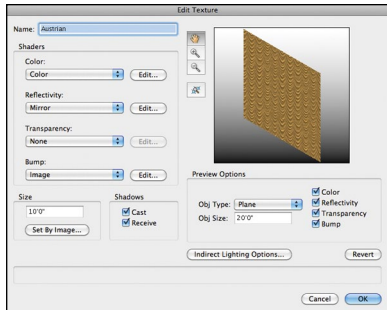 Edit Texture
Name: Austrian
Shaders
Color:
Color Edit...
Reflectivity:
Mirror Edit...
Transparency:
None Edit...
Bump:
Image Edit...
Size
10'0"
Set By Image...
Shadows
Cast
Receive
Preview Options
Obj Type: Plane
Obj Size: 20'0"
Color
Reflectivity
Transparency
Bump
Indirect Lighting Options...
Revert
Cancel OK